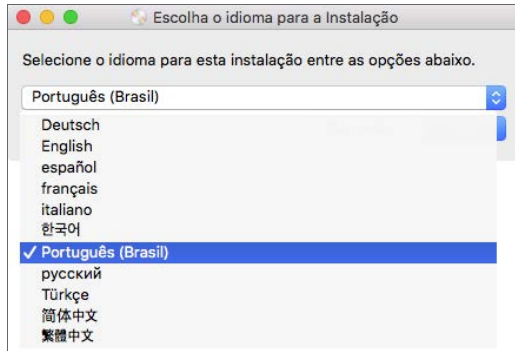 Escolha o idioma para a Instalação
Selecione o idioma para esta instalação entre as opções abaixo.
Português (Brasil)
Deutsch
English
español
français
italiano
한국어
✓ Português (Brasil)
русский
Türkçe
简体中文
繁體中文